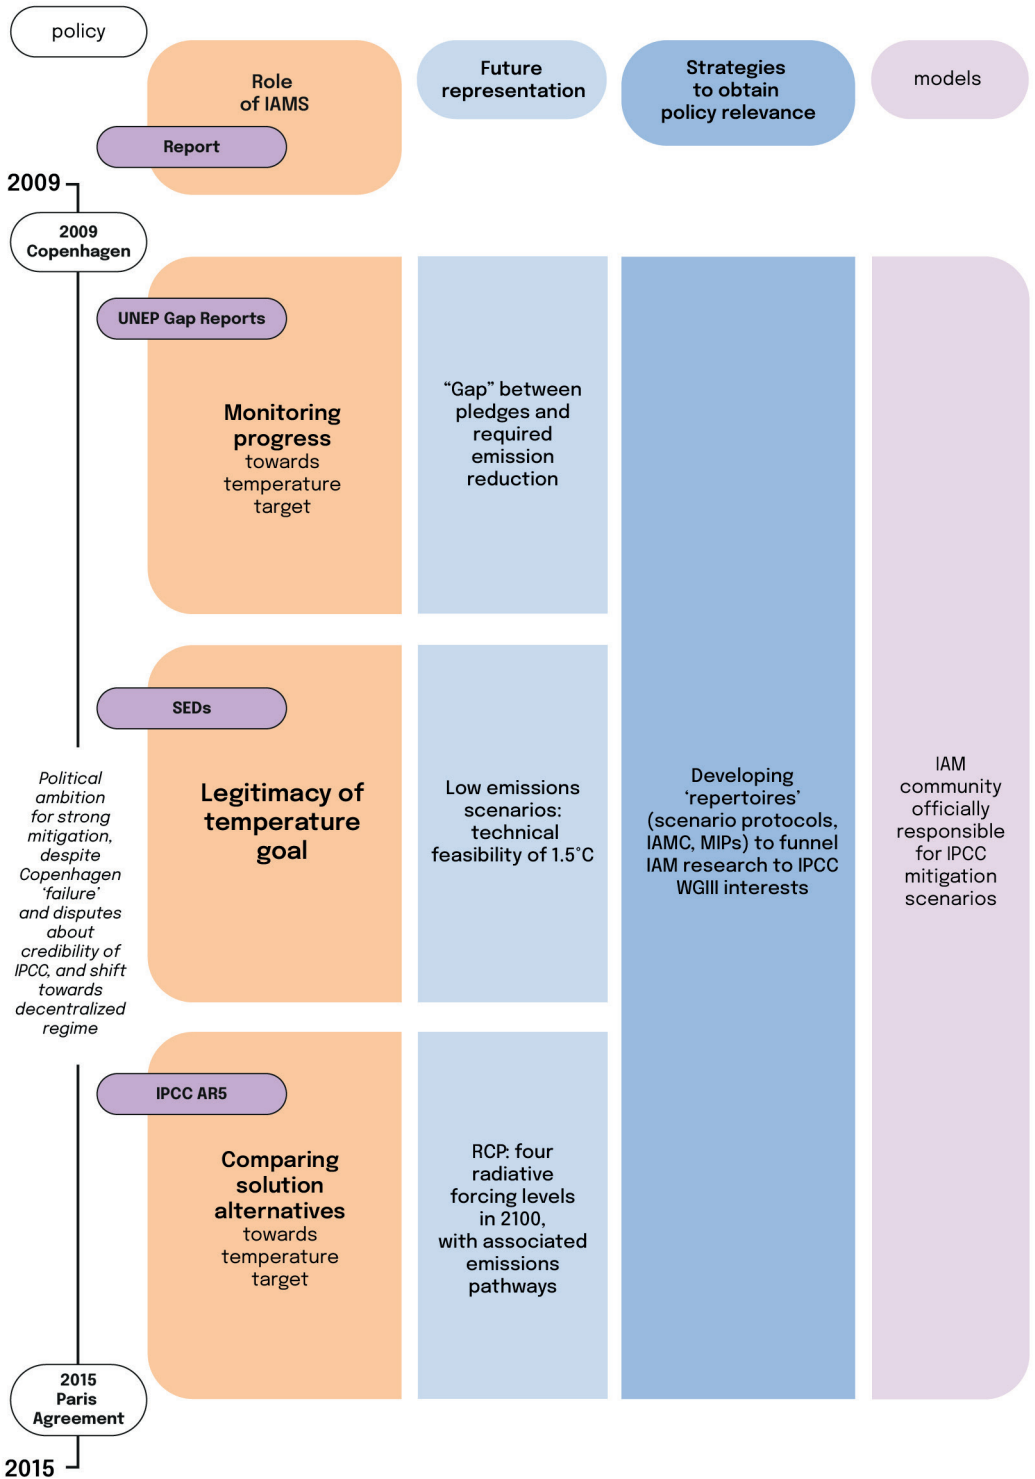 policy
Role
of IAMS
Report
Future
representation
Strategies
to obtain
policy relevance
models
2009
2009
Copenhagen
UNEP Gap Reports
Monitoring
progress
towards
temperature
target
“Gap” between
pledges and
required
emission
reduction
SEDs
Legitimacy of
temperature
goal
Low emissions
scenarios:
technical
feasibility of 1.5°C
Developing
‘repertoires’
(scenario protocols,
IAMC, MIPs) to funnel
IAM research to IPCC
WGIII interests
IAM
community
officially
responsible
for IPCC
mitigation
scenarios
Political
ambition
for strong
mitigation,
despite
Copenhagen
‘failure’
and disputes
about
credibility of
IPCC, and shift
towards
decentralized
regime
IPCC AR5
Comparing
solution
alternatives
towards
temperature
target
RCP: four
radiative
forcing levels
in 2100,
with associated
emissions
pathways
2015
Paris
Agreement
2015